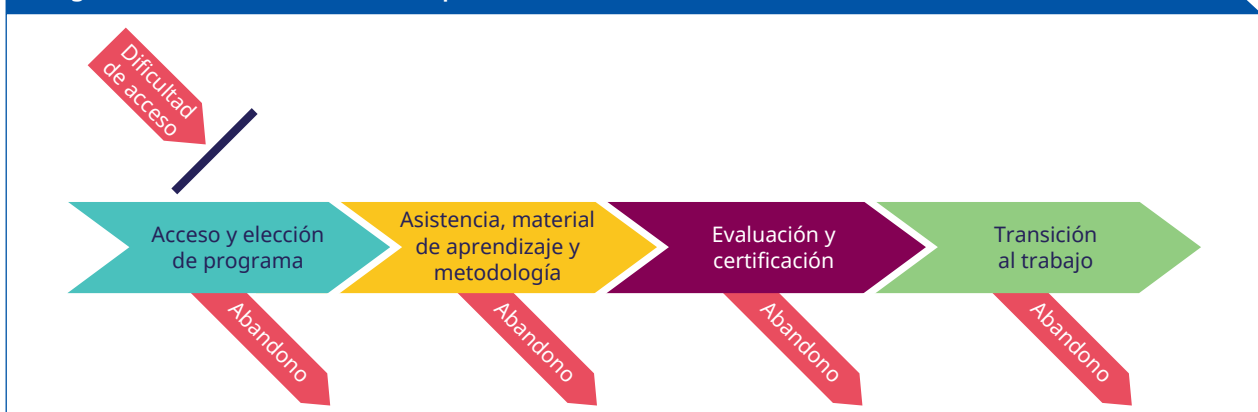 Dificultad
de acceso
Acceso y elección
de programa
Asistencia, material
de aprendizaje y
metodología
Evaluación y
certificación
Transición
al trabajo
Abandono
Abandono
Abandono
Abandono